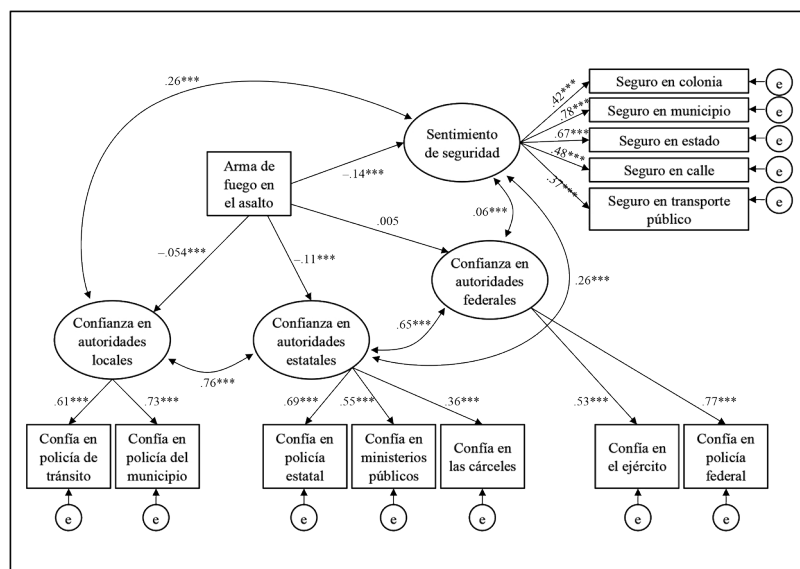 .26***
Sentimiento
de seguridad
.42***
Seguro en colonia
e
.78***
Seguro en municipio
e
.67***
Seguro en estado
e
.48***
Seguro en calle
e
.37***
Seguro en transporte
público
e
Arma de
fuego en
el asalto
–.14***
.005
.06***
–.054***
–.11***
.26***
Confianza en
autoridades
federales
Confianza en
autoridades
locales
Confianza en
autoridades
estatales
.65***
.76***
.61***
.73***
.69***
.55***
.36***
.53***
.77***
Confía en
policía de
tránsito
Confía en
policía del
municipio
Confía en
policía
estatal
Confía en
ministerios
públicos
Confía en
las cárceles
Confía en
el ejército
Confía en
policía
federal
e
e
e
e
e
e
e